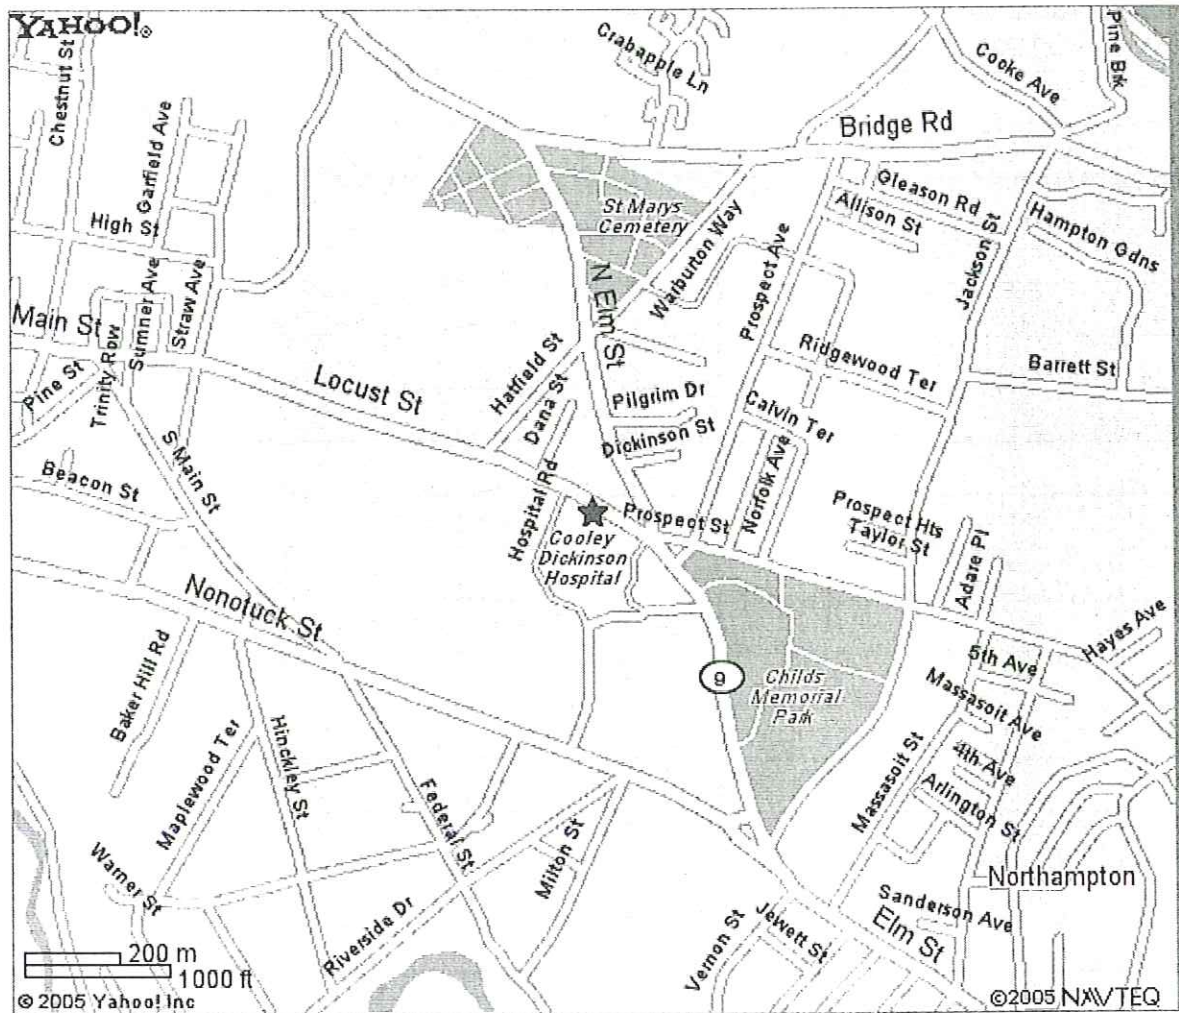 YAHOO!®
Chestnut St
Crabapple Ln
Cooke Ave
Pine Brk
Bridge Rd
Garfield Ave
High St
St Marys
Cemetery
Warburton Way
Gleason Rd
Allison St
Hampton Gdns
Jackson St
Prospect Ave
N Elm St
Main St
Sumner Ave
Straw Ave
Trinity Row
Pine St
Locust St
Hatfield St
Dana St
Pilgrim Dr
Dickinson St
Ridgewood Ter
Calvin Ter
Barrett St
Norfolk Ave
S Main St
Beacon St
Hospital Rd
Prospect St
Prospect Hts
Taylor St
Cooley
Dickinson
Hospital
Adare Pl
Nonotuck St
Hayes Ave
5th Ave
9
Childs
Memorial
Park
Massasoit Ave
Baker Hill Rd
Maplewood Ter
Hinckley St
Federal St
Massasoit St
4th Ave
Arlington St
Milton St
Warner St
Northampton
Sanderson Ave
Elm St
Riverside Dr
Vernon St
Jewett St
200 m
1000 ft
© 2005 Yahoo! Inc
©2005 NAVTEQ